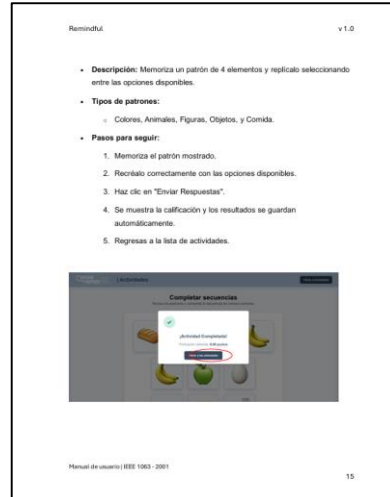 Remindful
v 1.0
• Descripción: Memoriza un patrón de 4 elementos y replícalo seleccionando
entre las opciones disponibles.
• Tipos de patrones:
○ Colores, Animales, Figuras, Objetos, y Comida.
• Pasos para seguir:
1. Memoriza el patrón mostrado.
2. Recréalo correctamente con las opciones disponibles.
3. Haz clic en "Enviar Respuestas".
4. Se muestra la calificación y los resultados se guardan
automáticamente.
5. Regresas a la lista de actividades.
| Actividades
Completar secuencias
¡Actividad Completada!
Manual de usuario | IEEE 1063 - 2001
15